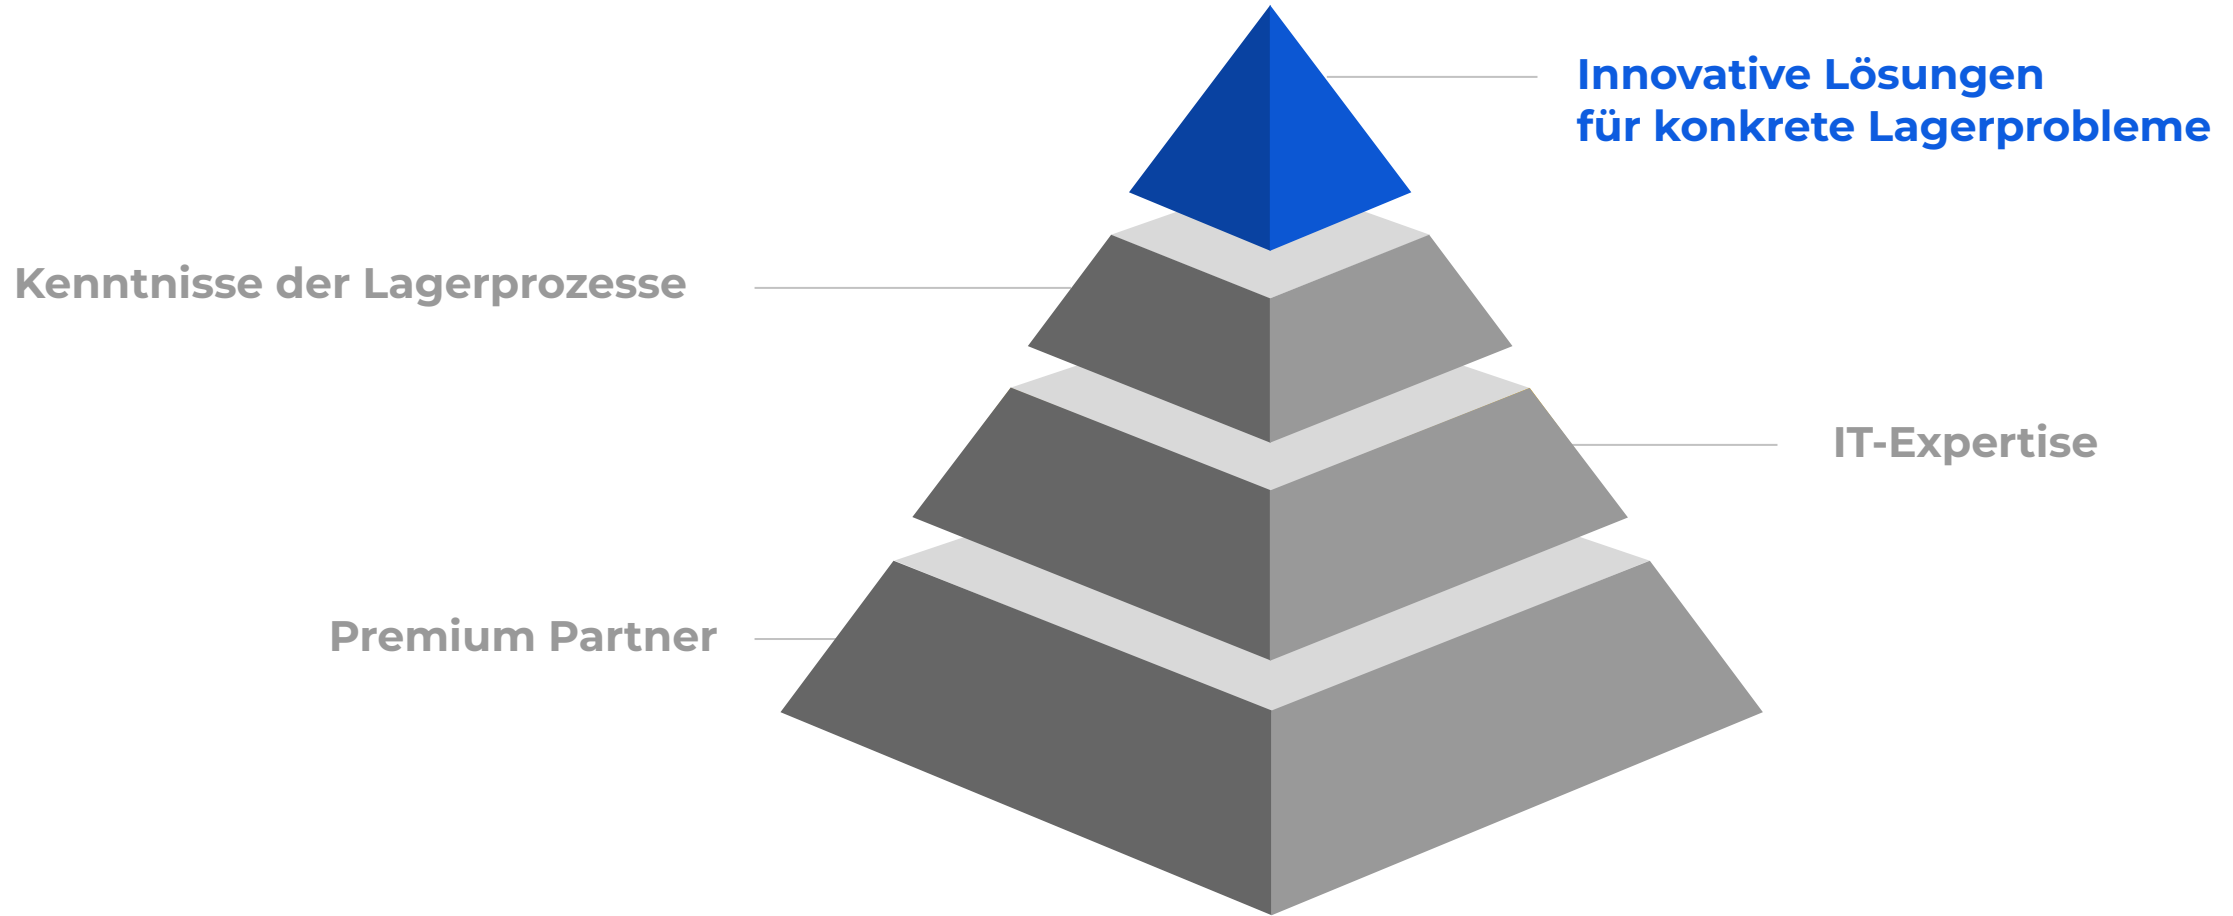 Innovative Lösungen
für konkrete Lagerprobleme
Kenntnisse der Lagerprozesse
IT-Expertise
Premium Partner